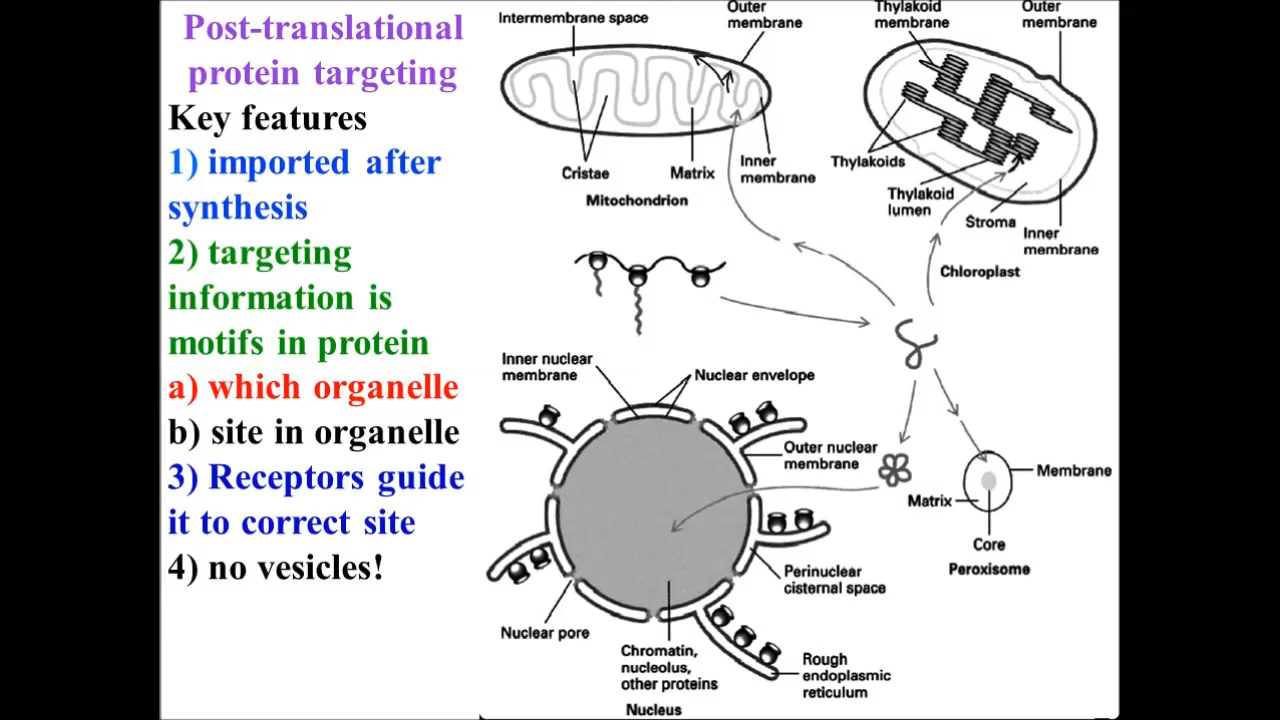 Post-translational
protein targeting
Key features
1) imported after
synthesis
2) targeting
information is
motifs in protein
a) which organelle
b) site in organelle
3) Receptors guide
it to correct site
4) no vesicles!
Intermembrane space
Outer
membrane
Cristae
Matrix
Inner
membrane
Mitochondrion
Thylakoid
membrane
Outer
membrane
Thylakoids
Thylakoid
lumen
Stroma
Inner
membrane
Chloroplast
Inner nuclear
membrane
Nuclear envelope
Outer nuclear
membrane
Perinuclear
cisternal space
Nuclear pore
Chromatin,
nucleolus,
other proteins
Rough
endoplasmic
reticulum
Nucleus
Membrane
Matrix
Core
Peroxisome